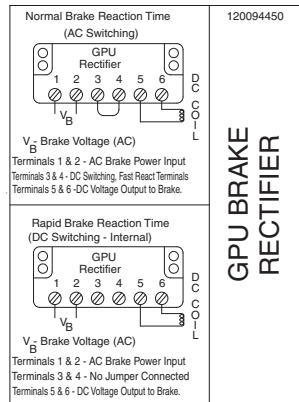 Normal Brake Reaction Time
(AC Switching)
GPU
Rectifier
1 2 3 4 5 6
VB
DC COIL
VB- Brake Voltage (AC)
Terminals 1 & 2 - AC Brake Power Input
Terminals 3 & 4 - DC Switching, Fast React Terminals
Terminals 5 & 6 -DC Voltage Output to Brake.
Rapid Brake Reaction Time
(DC Switching - Internal)
GPU
Rectifier
1 2 3 4 5 6
VB
DC COIL
VB- Brake Voltage (AC)
Terminals 1 & 2 - AC Brake Power Input
Terminals 3 & 4 - No Jumper Connected
Terminals 5 & 6 - DC Voltage Output to Brake.
120094450
GPU BRAKE
RECTIFIER